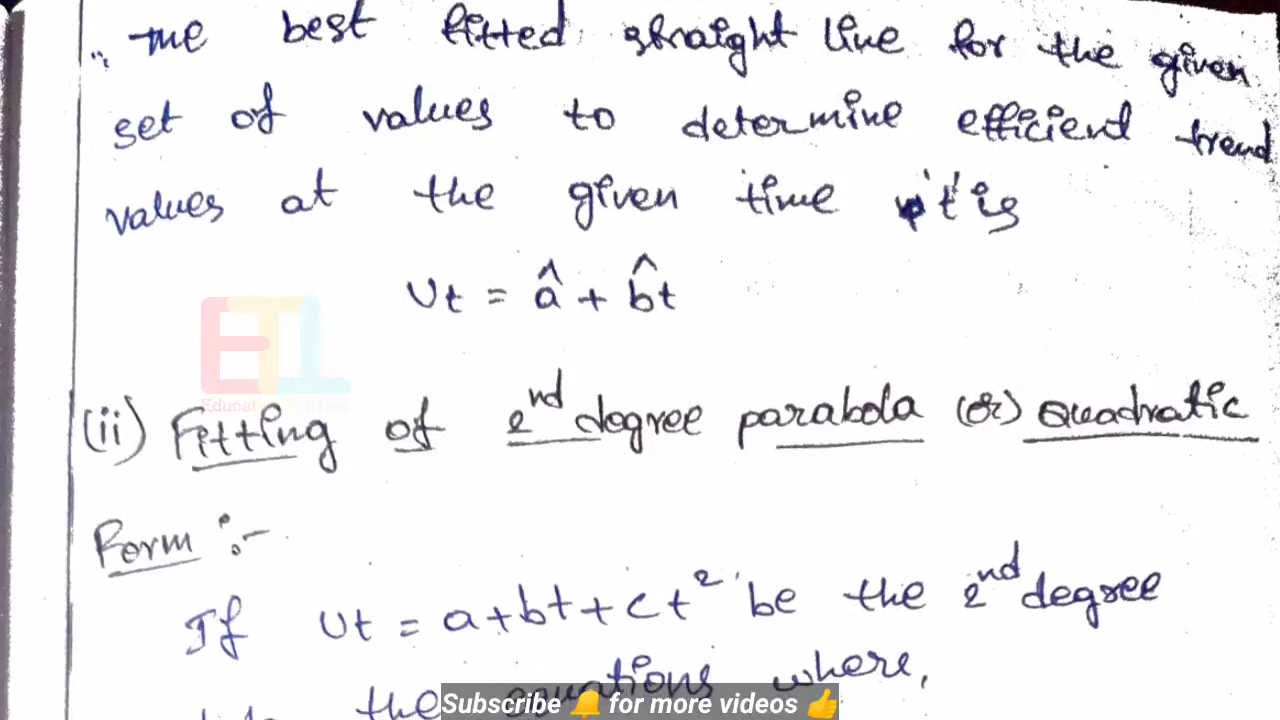 ∴ The best fitted straight line for the given
set of values to determine efficient trend
values at the given time 't' is
Ut = â + b̂t
(ii) Fitting of 2nd degree parabola (or) Quadratic
Form :-
If Ut = a+bt+ct² be the 2nd degree
the equations where,
Subscribe 🔔 for more videos 👍
ETL